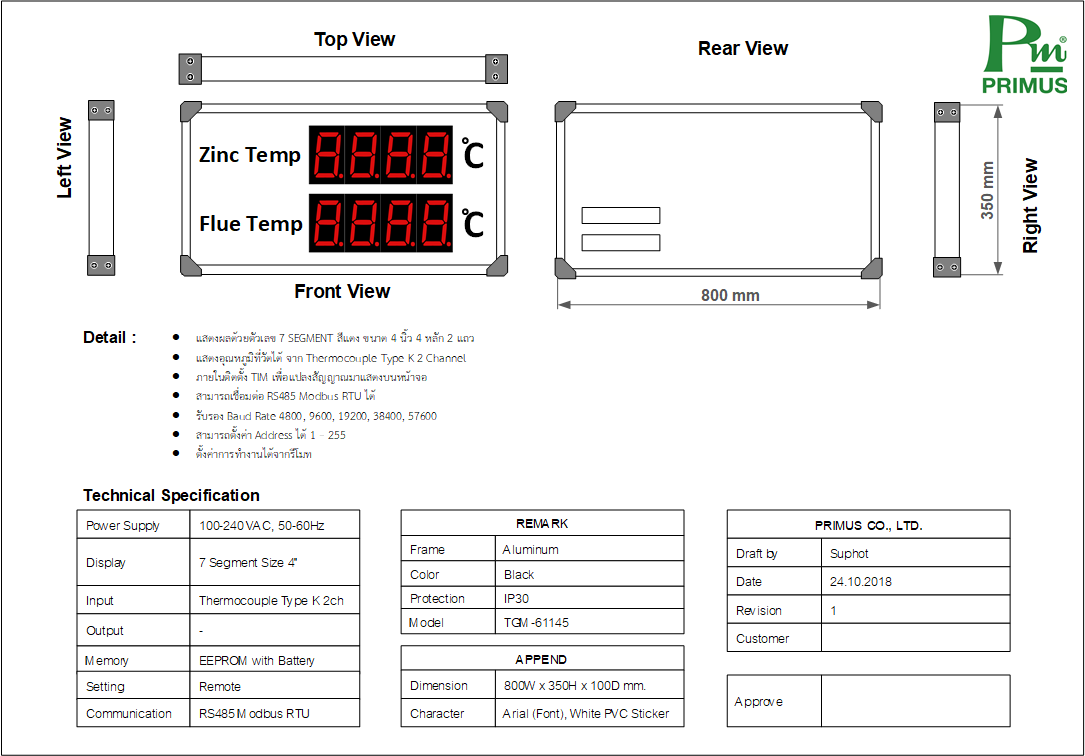 Top View
Rear View
Pm®
PRIMUS
Left View
Zinc Temp 8.8.8.8. °C
Flue Temp 8.8.8.8. °C
Front View
350 mm
Right View
800 mm
Detail :
• แสดงผลด้วยตัวเลข 7 SEGMENT สีแดง ขนาด 4 นิ้ว 4 หลัก 2 แถว
• แสดงอุณหภูมิที่วัดได้ จาก Thermocouple Type K 2 Channel
• ภายในติดตั้ง TIM เพื่อแปลงสัญญาณมาแสดงบนหน้าจอ
• สามารถเชื่อมต่อ RS485 Modbus RTU ได้
• รับรอง Baud Rate 4800, 9600, 19200, 38400, 57600
• สามารถตั้งค่า Address ได้ 1 – 255
• ตั้งค่าการทำงานได้จากรีโมท
Technical Specification
Power Supply 100-240VAC, 50-60Hz
Display 7 Segment Size 4"
Input Thermocouple Type K 2ch
Output -
Memory EEPROM with Battery
Setting Remote
Communication RS485 Modbus RTU
REMARK
Frame Aluminum
Color Black
Protection IP30
Model TGM-61145
APPEND
Dimension 800W x 350H x 100D mm.
Character Arial (Font), White PVC Sticker
PRIMUS CO., LTD.
Draft by Suphot
Date 24.10.2018
Revision 1
Customer
Approve